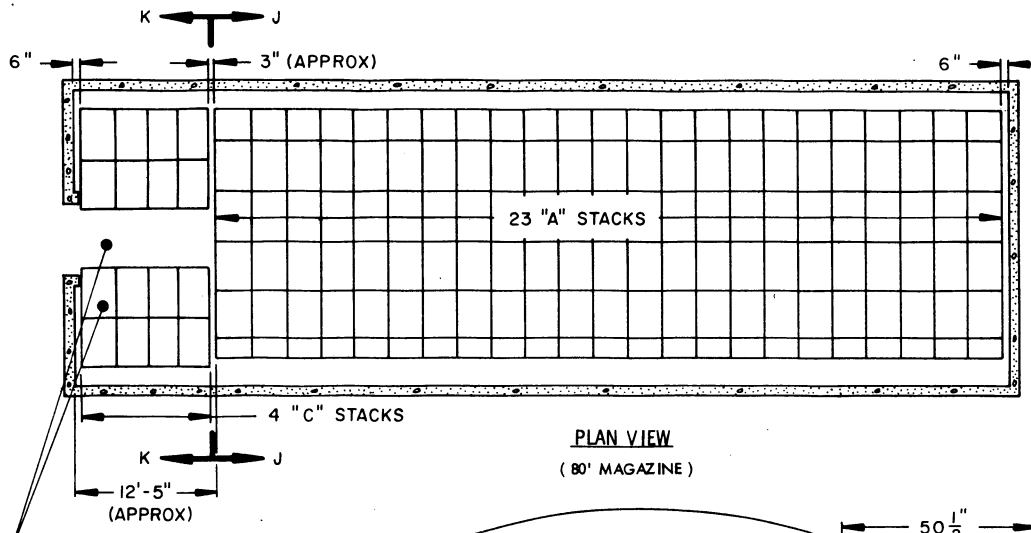 K J
6" 3" (APPROX) 6"
23 "A" STACKS
4 "C" STACKS
K J
PLAN VIEW
(80' MAGAZINE)
12'-5"
(APPROX)